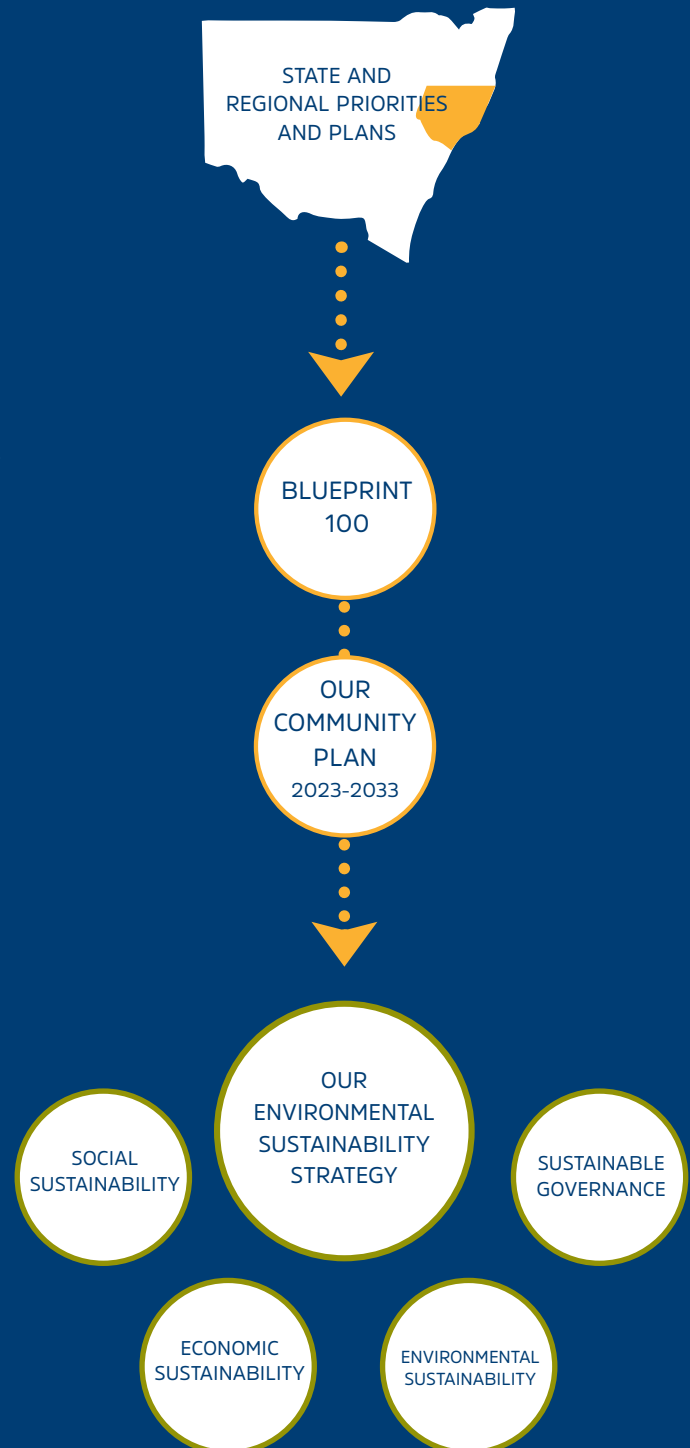 STATE AND
REGIONAL PRIORITIES
AND PLANS
BLUEPRINT
100
OUR
COMMUNITY
PLAN
2023-2033
OUR
ENVIRONMENTAL
SUSTAINABILITY
STRATEGY
SOCIAL
SUSTAINABILITY
SUSTAINABLE
GOVERNANCE
ECONOMIC
SUSTAINABILITY
ENVIRONMENTAL
SUSTAINABILITY